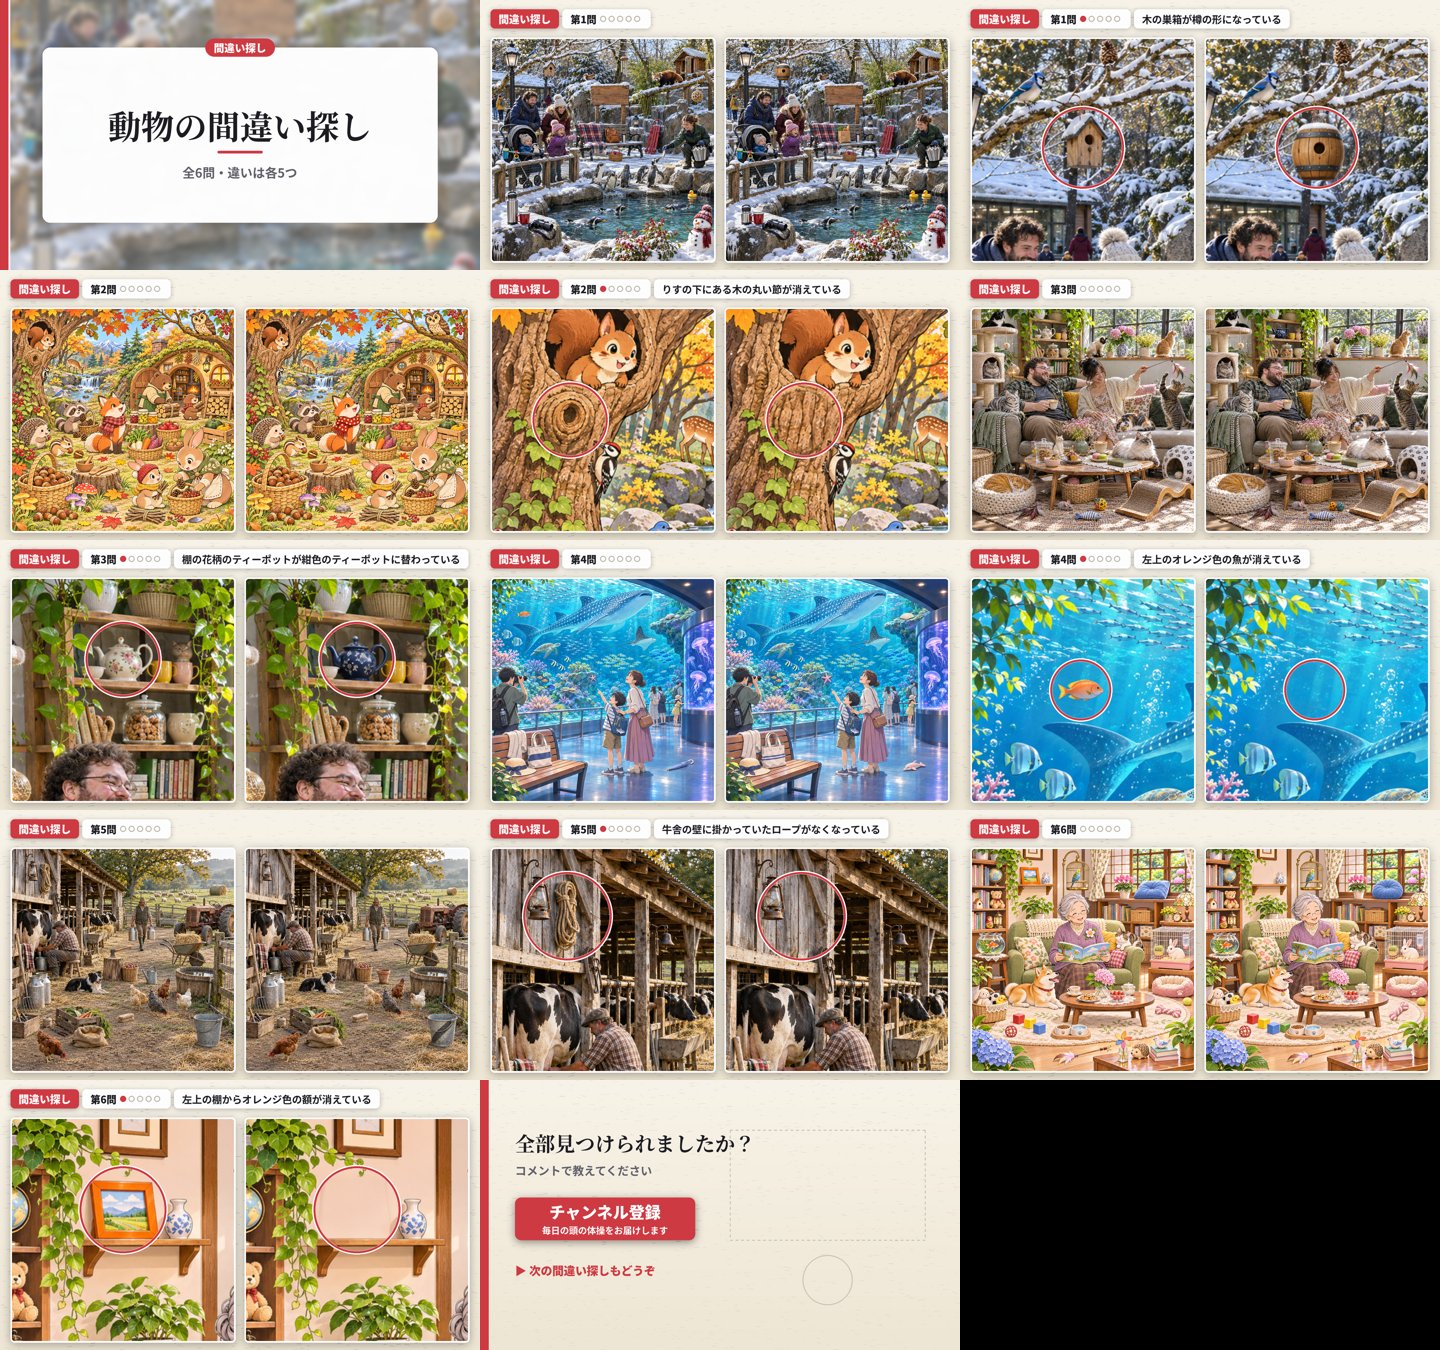 間違い探し
動物の間違い探し
全6問・違いは各5つ
間違い探し 第1問
間違い探し 第1問 木の巣箱が樽の形になっている
間違い探し 第2問
間違い探し 第2問 りすの下にある木の丸い節が消えている
間違い探し 第3問
間違い探し 第3問 棚の花柄のティーポットが紺色のティーポットに替わっている
間違い探し 第4問
間違い探し 第4問 左上のオレンジ色の魚が消えている
間違い探し 第5問
間違い探し 第5問 牛舎の壁に掛かっていたロープがなくなっている
間違い探し 第6問
間違い探し 第6問 左上の棚からオレンジ色の額が消えている
全部見つけられましたか？
コメントで教えてください
チャンネル登録
毎日の頭の体操をお届けします
▶ 次の間違い探しもどうぞ